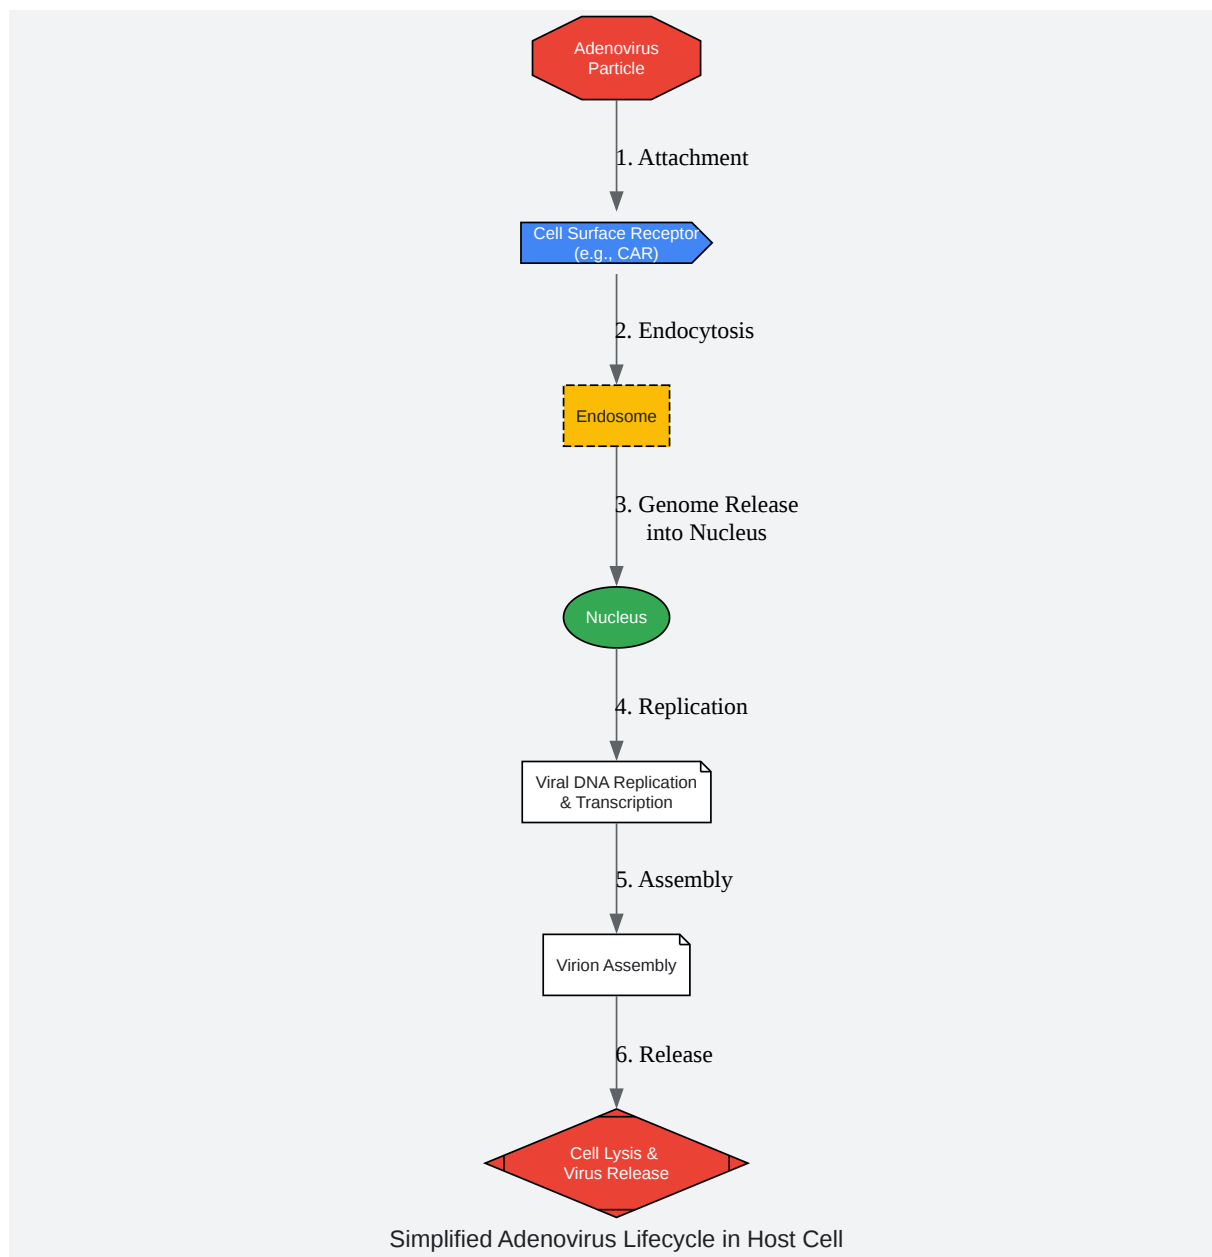 Adenovirus
Particle
1. Attachment
Cell Surface Receptor
(e.g., CAR)
2. Endocytosis
Endosome
3. Genome Release
into Nucleus
Nucleus
4. Replication
Viral DNA Replication
& Transcription
5. Assembly
Virion Assembly
6. Release
Cell Lysis &
Virus Release
Simplified Adenovirus Lifecycle in Host Cell